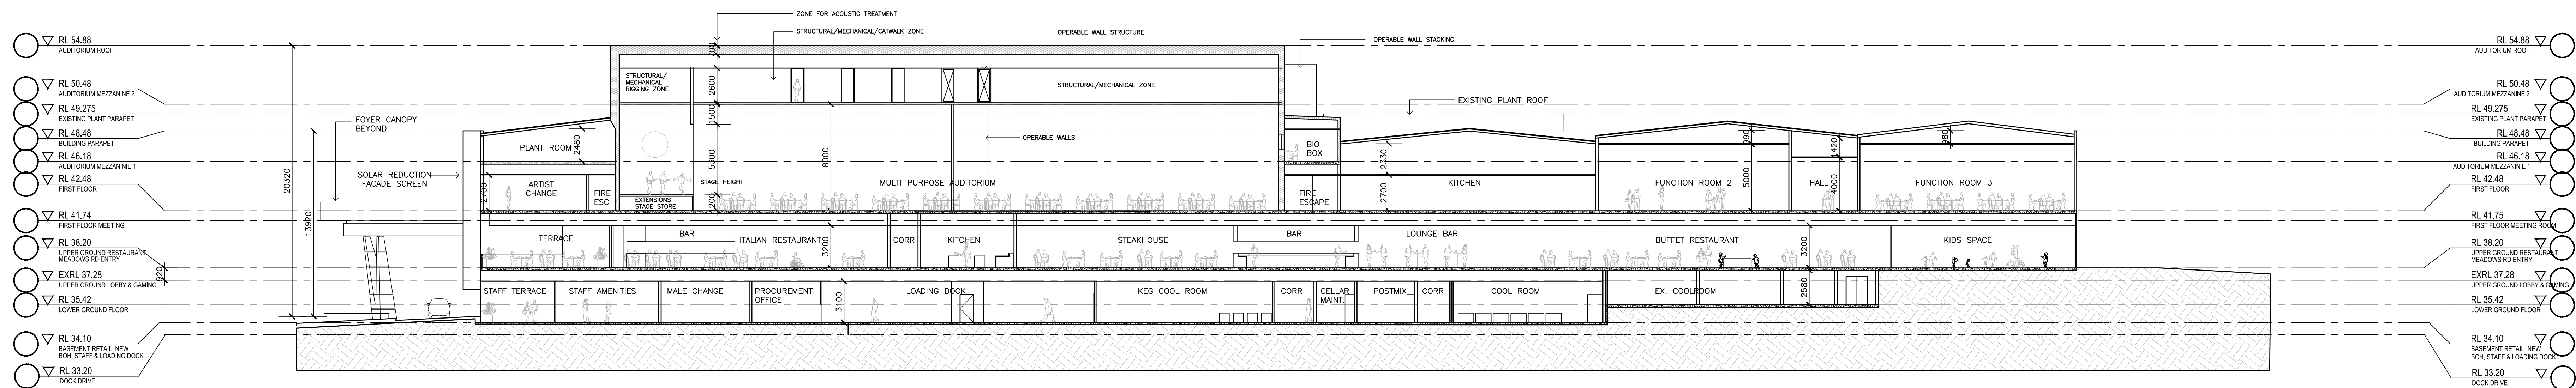 ZONE FOR ACOUSTIC TREATMENT
STRUCTURAL/MECHANICAL/CATWALK ZONE
OPERABLE WALL STRUCTURE
OPERABLE WALL STACKING
RL 54.88
AUDITORIUM ROOF
RL 50.48
AUDITORIUM MEZZANINE 2
RL 49.275
EXISTING PLANT PARAPET
RL 48.48
BUILDING PARAPET
RL 46.18
AUDITORIUM MEZZANINIE 1
RL 42.48
FIRST FLOOR
RL 41.74
FIRST FLOOR MEETING
RL 38.20
UPPER GROUND RESTAURANT
MEADOWS RD ENTRY
EXRL 37.28
UPPER GROUND LOBBY & GAMING
RL 35.42
LOWER GROUND FLOOR
RL 34.10
BASEMENT RETAIL, NEW
BOH, STAFF & LOADING DOCK
RL 33.20
DOCK DRIVE
920
20320
13920
FOYER CANOPY
BEYOND
SOLAR REDUCTION
FACADE SCREEN
700
STRUCTURAL/
MECHANICAL
RIGGING ZONE
2600
STRUCTURAL/MECHANICAL ZONE
1500
EXISTING PLANT ROOF
OPERABLE WALLS
PLANT ROOM
2480
5300
8000
BIO
BOX
2330
990
1420
980
2700
ARTIST
CHANGE
FIRE
ESC
STAGE HEIGHT
EXTENSIONS
STAGE STORE
1200
MULTI PURPOSE AUDITORIUM
FIRE
ESCAPE
2700
KITCHEN
FUNCTION ROOM 2
5000
HALL
4000
FUNCTION ROOM 3
TERRACE
BAR
ITALIAN RESTAURANT
3200
CORR
KITCHEN
STEAKHOUSE
BAR
LOUNGE BAR
BUFFET RESTAURANT
3200
KIDS SPACE
STAFF TERRACE
STAFF AMENITIES
MALE CHANGE
PROCUREMENT
OFFICE
3100
LOADING DOCK
KEG COOL ROOM
CORR
CELLAR
MAINT.
POSTMIX
CORR
COOL ROOM
EX. COOLROOM
2580
RL 54.88
AUDITORIUM ROOF
RL 50.48
AUDITORIUM MEZZANINE 2
RL 49.275
EXISTING PLANT PARAPET
RL 48.48
BUILDING PARAPET
RL 46.18
AUDITORIUM MEZZANINIE 1
RL 42.48
FIRST FLOOR
RL 41.75
FIRST FLOOR MEETING ROOM
RL 38.20
UPPER GROUND RESTAURANT
MEADOWS RD ENTRY
EXRL 37.28
UPPER GROUND LOBBY & GAMING
RL 35.42
LOWER GROUND FLOOR
RL 34.10
BASEMENT RETAIL, NEW
BOH, STAFF & LOADING DOCK
RL 33.20
DOCK DRIVE